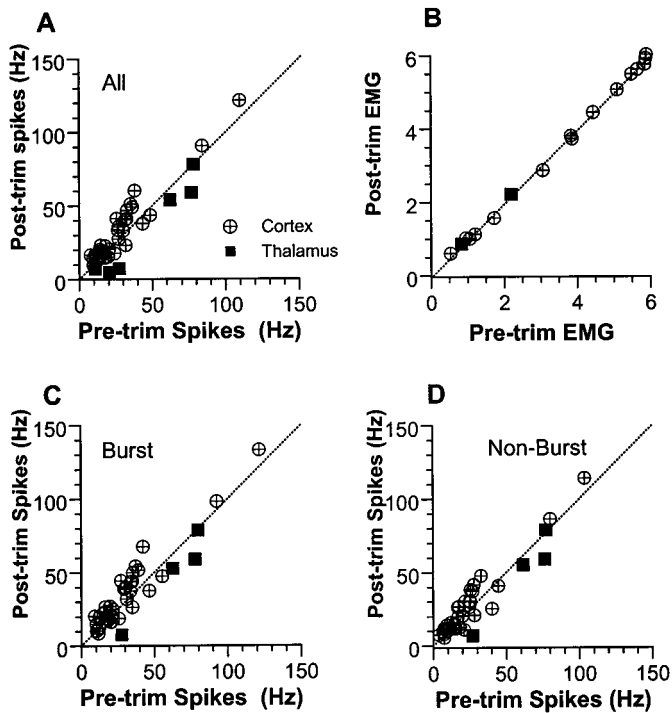 A
B
Post-trim spikes (Hz)
150
100
50
0
All
Cortex
Thalamus
0 50 100 150
Pre-trim Spikes (Hz)
Post-trim EMG
6
4
2
0
0 2 4 6
Pre-trim EMG
C
D
Post-trim Spikes (Hz)
150
100
50
0
Burst
0 50 100 150
Pre-trim Spikes (Hz)
Post-trim Spikes (Hz)
150
100
50
0
Non-Burst
0 50 100 150
Pre-trim Spikes (Hz)